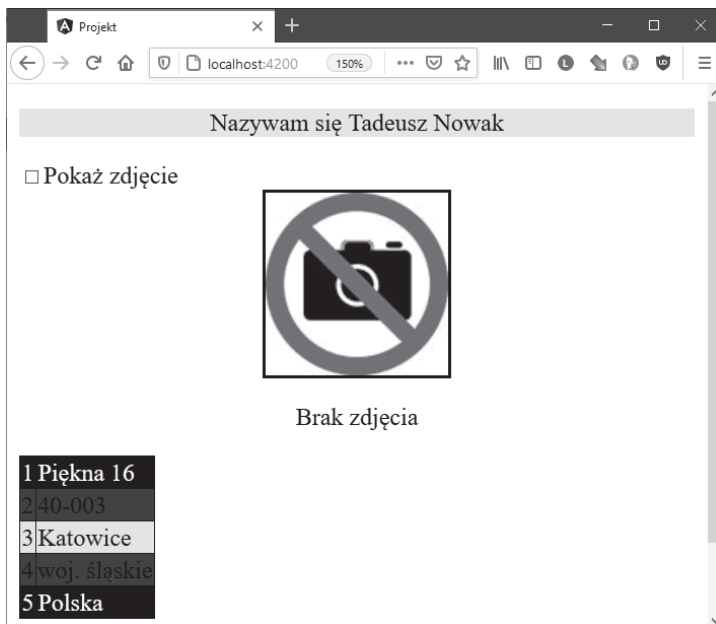 Projekt
localhost:4200 150%
Nazywam się Tadeusz Nowak
Pokaż zdjęcie
Brak zdjęcia
1 Piękna 16
2 40-003
3 Katowice
4 woj. śląskie
5 Polska